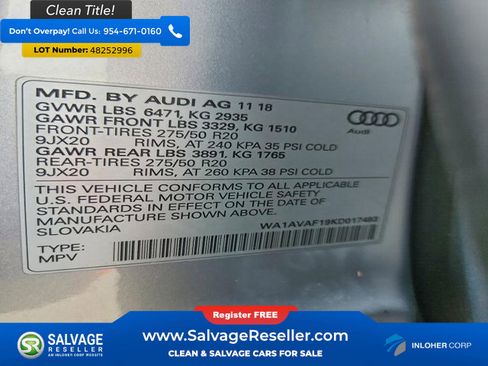 Clean Title!
Don't Overpay! Call Us: 954-671-0160
LOT Number: 48252996
MFD. BY AUDI AG 11 18
GVWR LBS 6471, KG 2935
GAWR FRONT LBS 3329, KG 1510
FRONT-TIRES 275/50 R20
9JX20 RIMS, AT 240 KPA 35 PSI COLD
GAWR REAR LBS 3891, KG 1765
REAR-TIRES 275/50 R20
9JX20 RIMS, AT 260 KPA 38 PSI COLD
Audi
THIS VEHICLE CONFORMS TO ALL APPLICABLE
U.S. FEDERAL MOTOR VEHICLE SAFETY
STANDARDS IN EFFECT ON THE DATE OF
MANUFACTURE SHOWN ABOVE.
SLOVAKIA
WA1AVAF19KD017493
TYPE:
MPV
Register FREE
SALVAGE
RESELLER
AN INLOHER CORP WEBSITE
www.SalvageReseller.com
CLEAN & SALVAGE CARS FOR SALE
INLOHER CORP